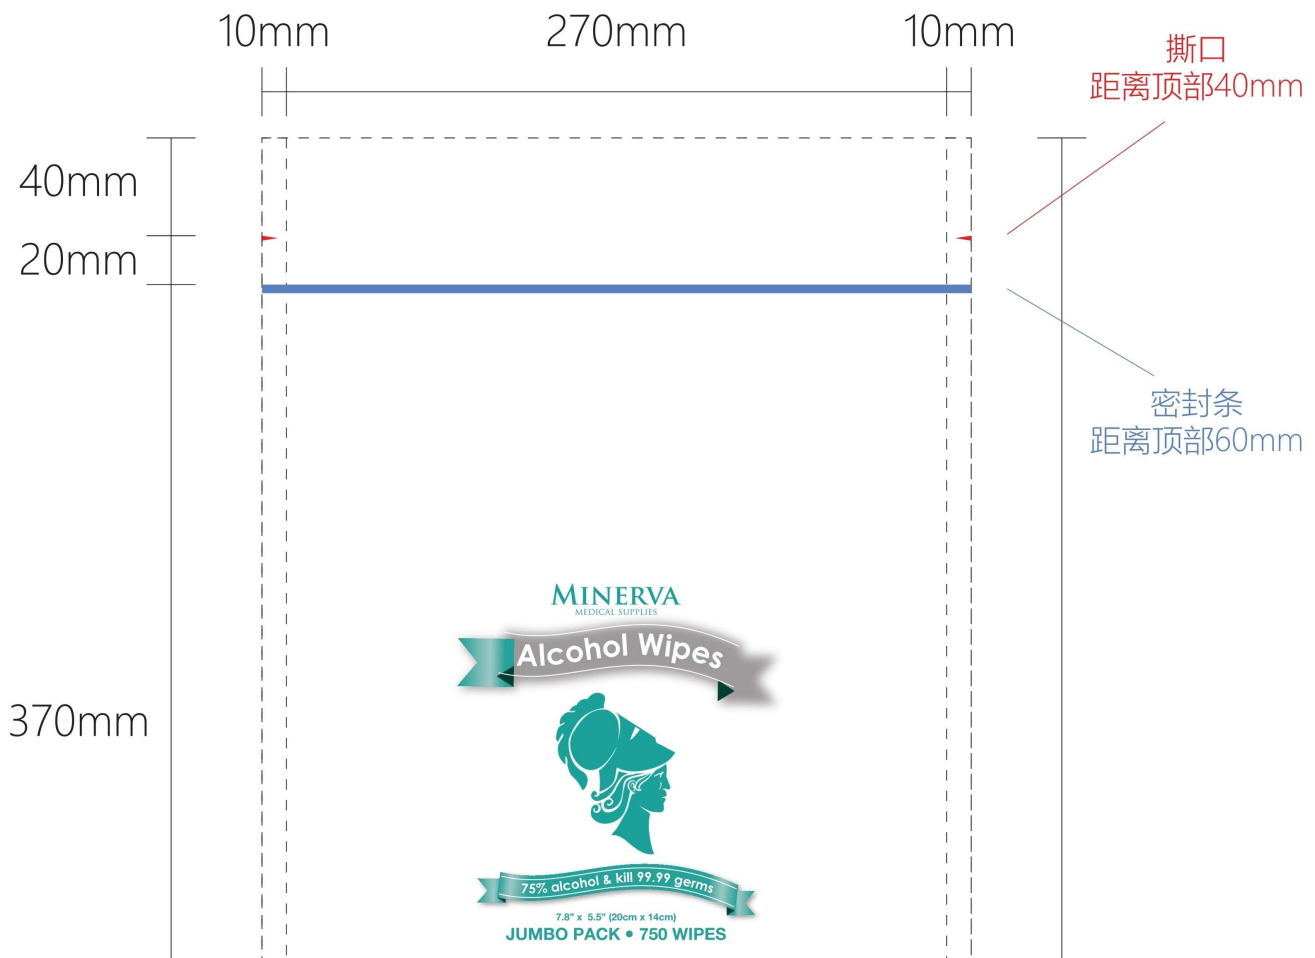 10mm
270mm
10mm
撕口
距离顶部40mm
40mm
20mm
密封条
距离顶部60mm
370mm
MINERVA
MEDICAL SUPPLIES
Alcohol Wipes
75% alcohol & kill 99.99 germs
7.8" x 5.5" (20cm x 14cm)
JUMBO PACK • 750 WIPES